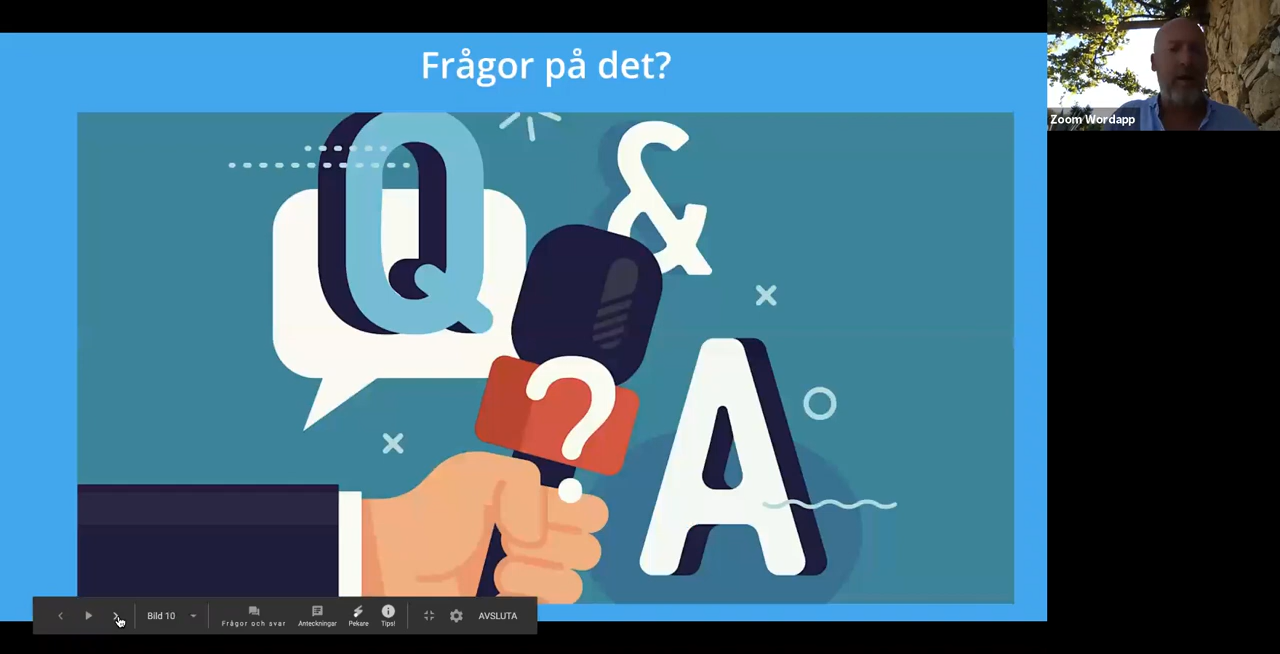 Frågor på det?
Q & A
?
Zoom Wordapp
Bild 10
Frågor och svar
Anteckningar
Pekare
Tips!
AVSLUTA